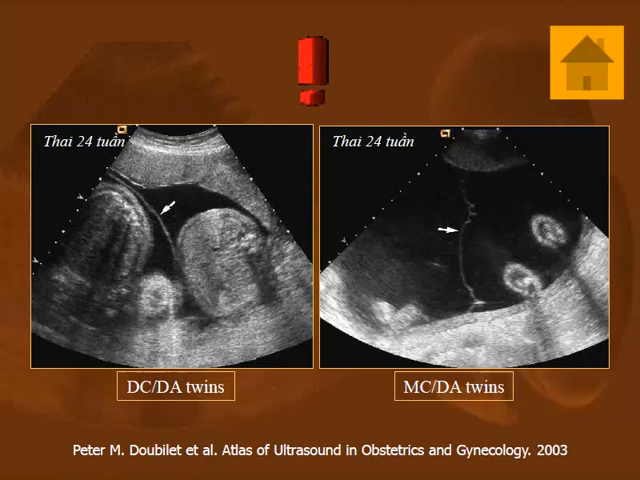 Thai 24 tuần
Thai 24 tuần
DC/DA twins
MC/DA twins
Peter M. Doubilet et al. Atlas of Ultrasound in Obstetrics and Gynecology. 2003